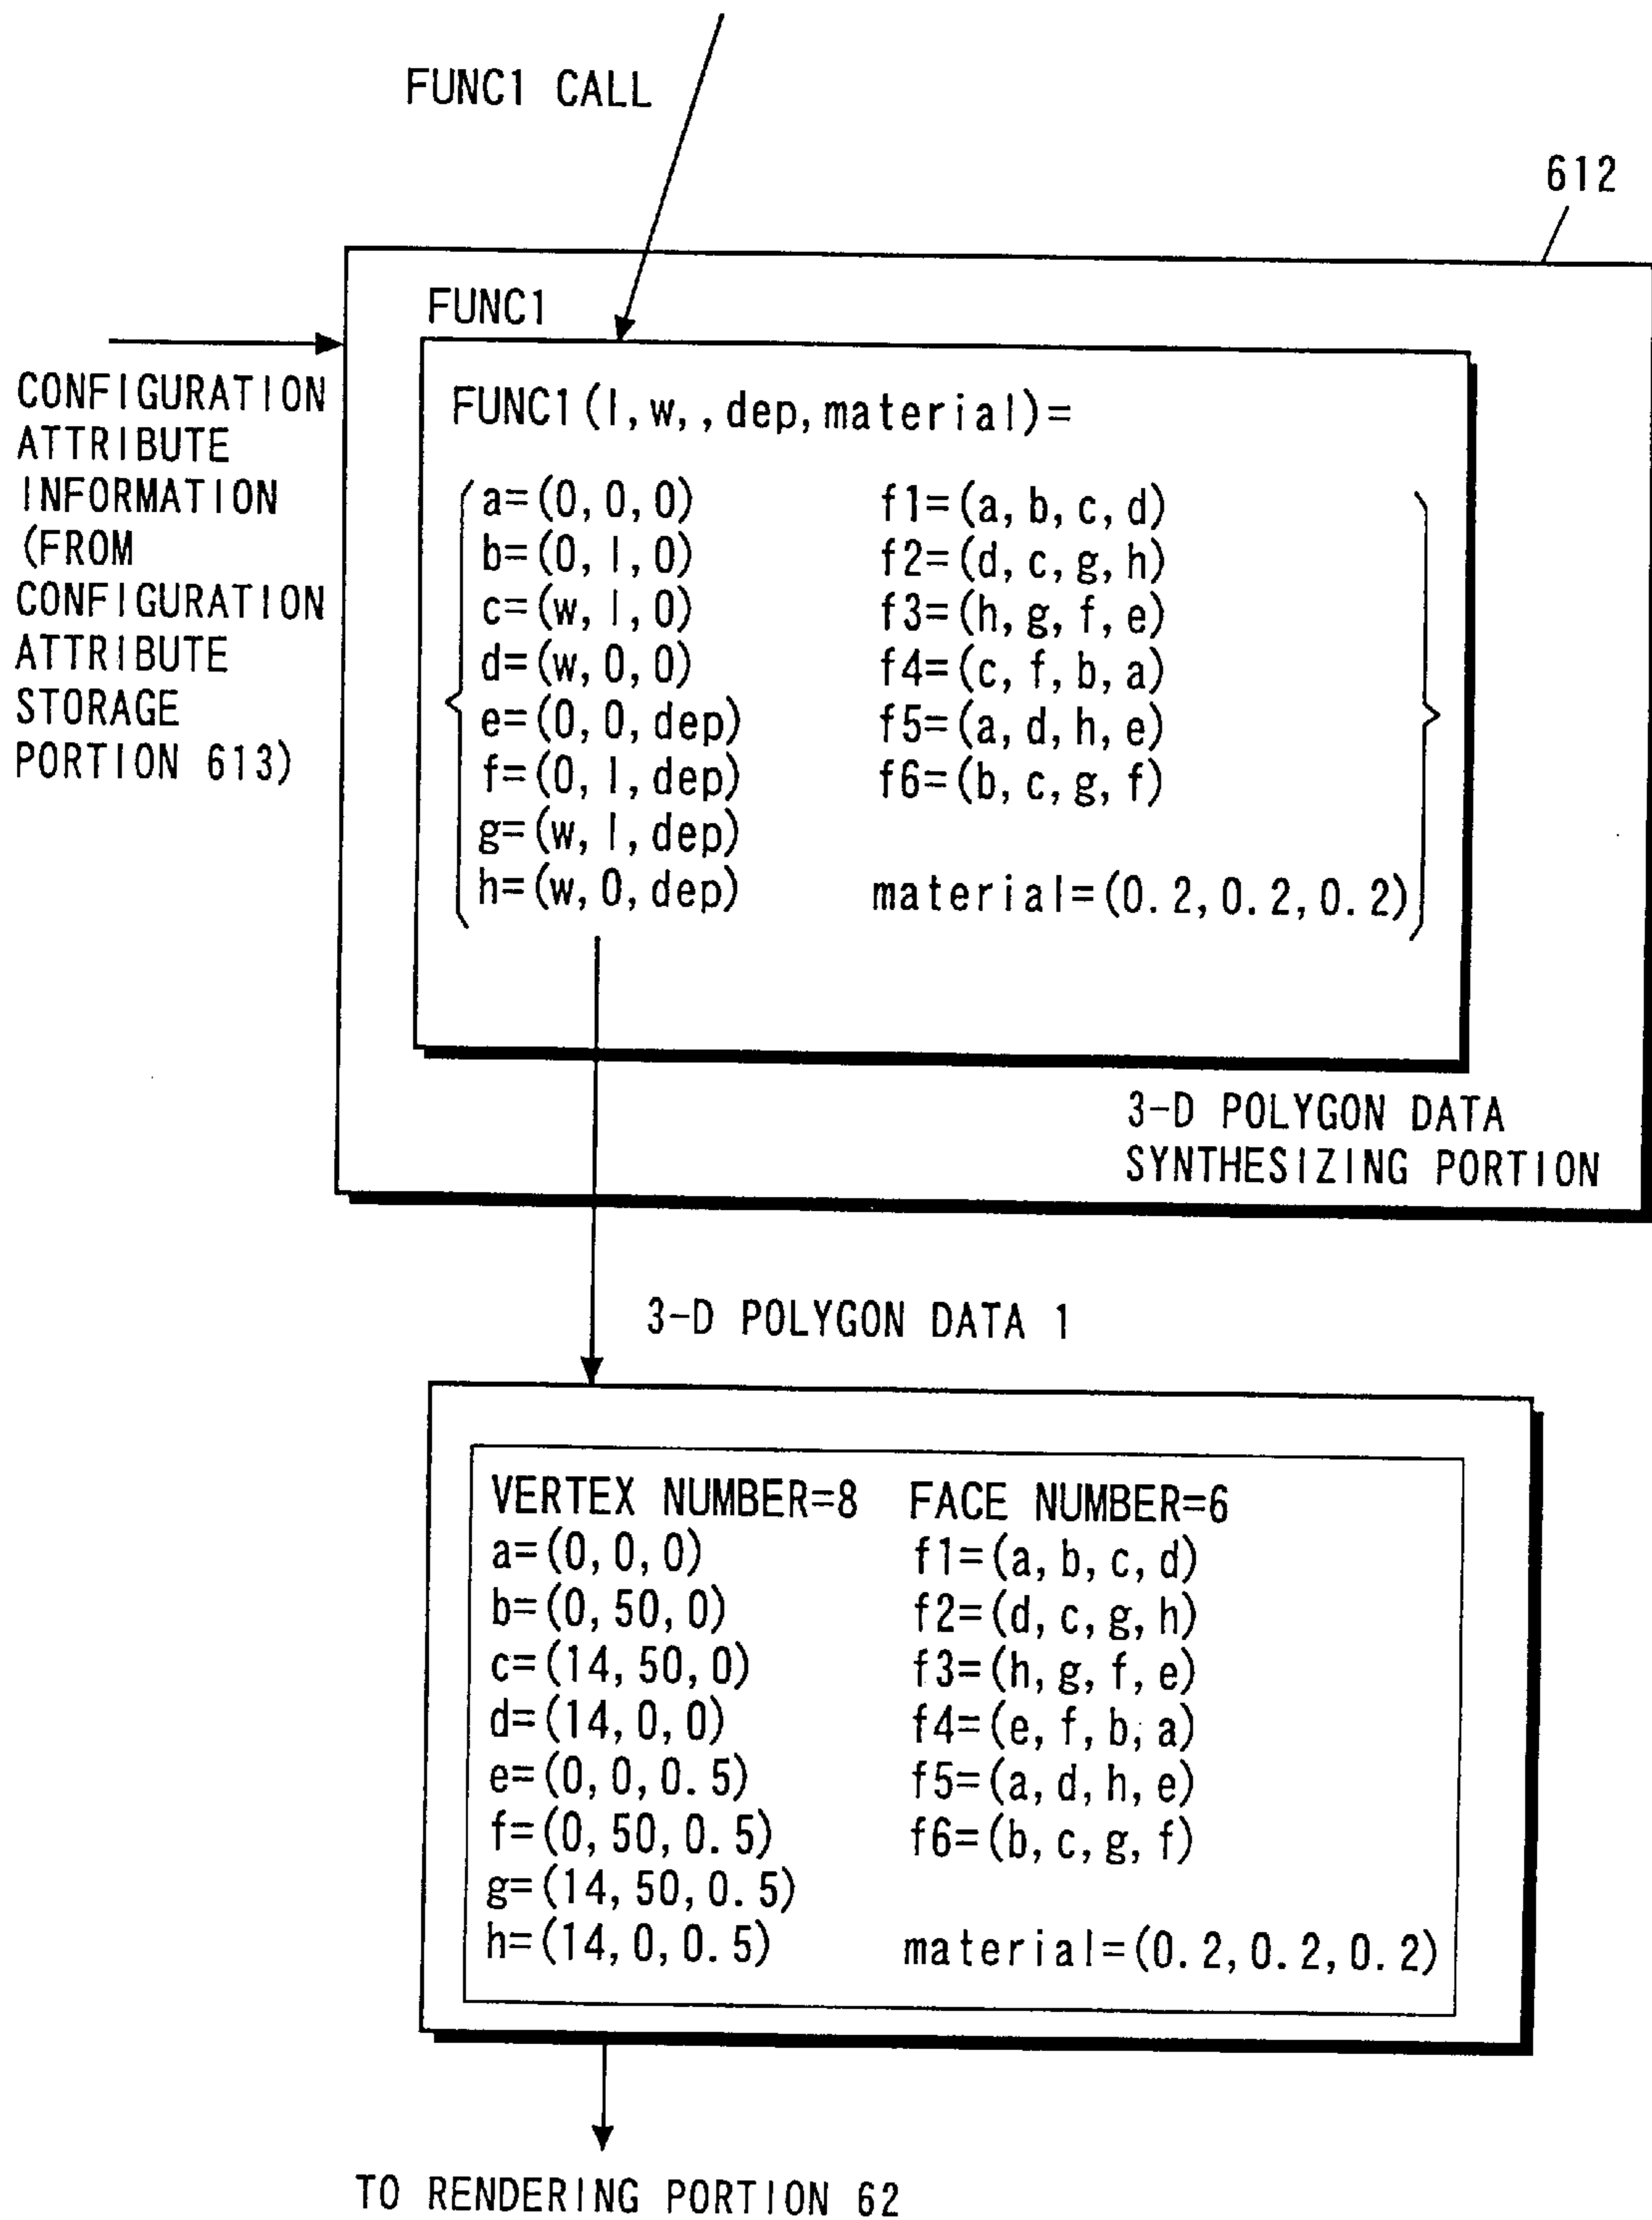 FUNC1 CALL
612
CONFIGURATION
ATTRIBUTE
INFORMATION
(FROM
CONFIGURATION
ATTRIBUTE
STORAGE
PORTION 613)
FUNC1
FUNC1(l,w,,dep,material)=
a=(0,0,0) f1=(a,b,c,d)
b=(0,l,0) f2=(d,c,g,h)
c=(w,l,0) f3=(h,g,f,e)
d=(w,0,0) f4=(c,f,b,a)
e=(0,0,dep) f5=(a,d,h,e)
f=(0,l,dep) f6=(b,c,g,f)
g=(w,l,dep)
h=(w,0,dep) material=(0.2,0.2,0.2)
3-D POLYGON DATA
SYNTHESIZING PORTION
3-D POLYGON DATA 1
VERTEX NUMBER=8 FACE NUMBER=6
a=(0,0,0) f1=(a,b,c,d)
b=(0,50,0) f2=(d,c,g,h)
c=(14,50,0) f3=(h,g,f,e)
d=(14,0,0) f4=(e,f,b,a)
e=(0,0,0.5) f5=(a,d,h,e)
f=(0,50,0.5) f6=(b,c,g,f)
g=(14,50,0.5)
h=(14,0,0.5) material=(0.2,0.2,0.2)
TO RENDERING PORTION 62